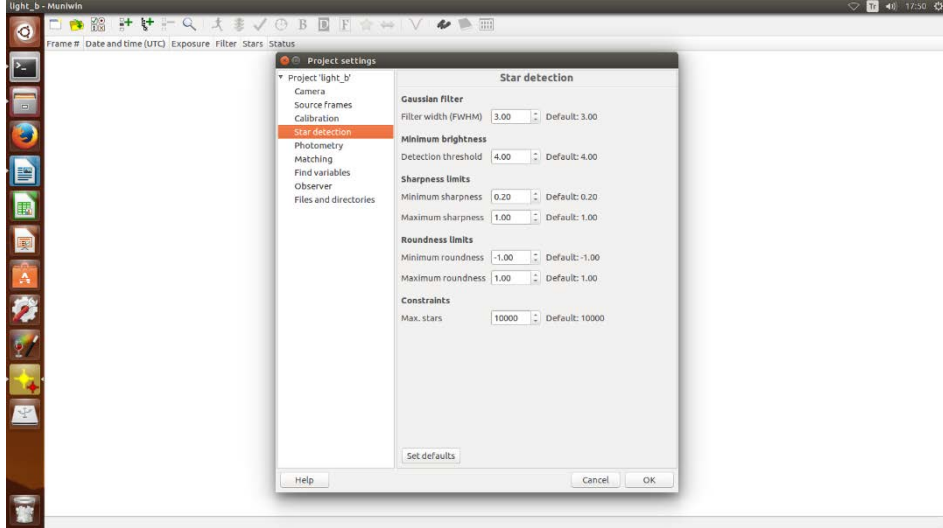 light_b - Muniwin
Tr 17:50
B D F
Frame # Date and time (UTC) Exposure Filter Stars Status
Project settings
Project 'light_b'
Camera
Source frames
Calibration
Star detection
Photometry
Matching
Find variables
Observer
Files and directories
Star detection
Gaussian filter
Filter width (FWHM) 3.00 Default: 3.00
Minimum brightness
Detection threshold 4.00 Default: 4.00
Sharpness limits
Minimum sharpness 0.20 Default: 0.20
Maximum sharpness 1.00 Default: 1.00
Roundness limits
Minimum roundness -1.00 Default: -1.00
Maximum roundness 1.00 Default: 1.00
Constraints
Max. stars 10000 Default: 10000
Set defaults
Help Cancel OK